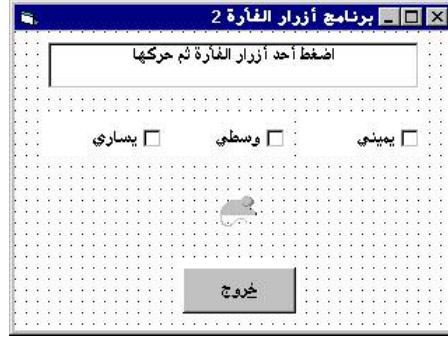 برنامج أزرار الفأرة 2
اضغط أحد أزرار الفأرة ثم حركها
يميني وسطي يساري
خروج